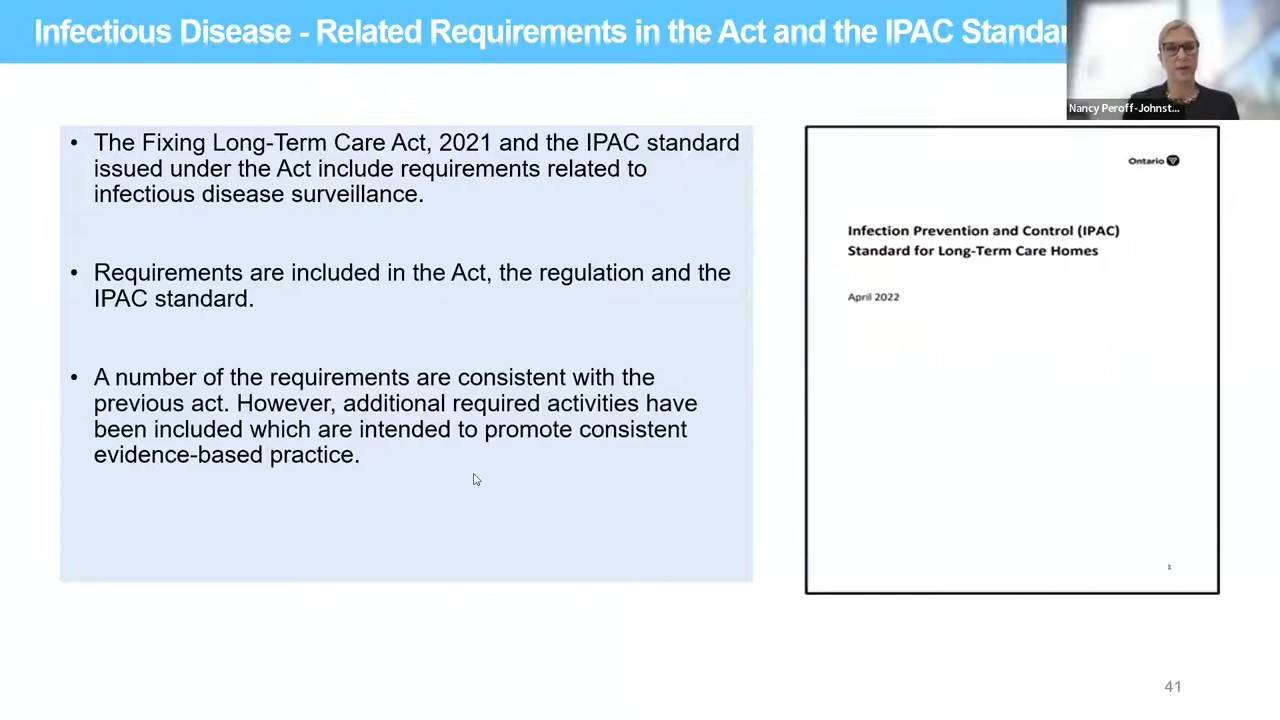 Infectious Disease - Related Requirements in the Act and the IPAC Standar
Nancy Peroff-Johnst...
• The Fixing Long-Term Care Act, 2021 and the IPAC standard
issued under the Act include requirements related to
infectious disease surveillance.
• Requirements are included in the Act, the regulation and the
IPAC standard.
• A number of the requirements are consistent with the
previous act. However, additional required activities have
been included which are intended to promote consistent
evidence-based practice.
Ontario
Infection Prevention and Control (IPAC)
Standard for Long-Term Care Homes
April 2022
41